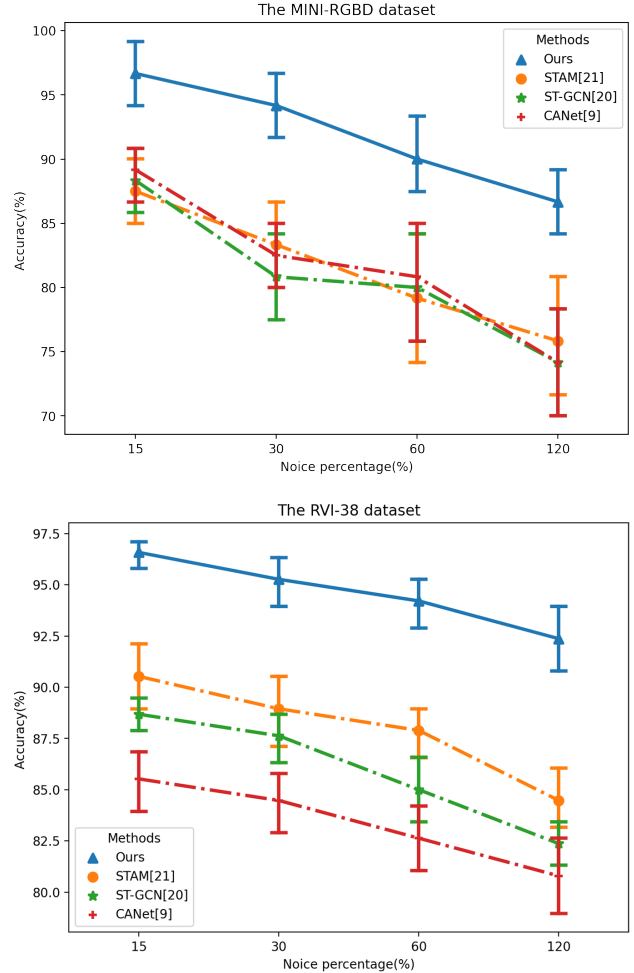 The MINI-RGBD dataset
100
95
90
85
80
75
70
Accuracy(%)
Methods
Ours
STAM[21]
ST-GCN[20]
CANet[9]
15 30 60 120
Noice percentage(%)
The RVI-38 dataset
97.5
95.0
92.5
90.0
87.5
85.0
82.5
80.0
Accuracy(%)
Methods
Ours
STAM[21]
ST-GCN[20]
CANet[9]
15 30 60 120
Noice percentage(%)